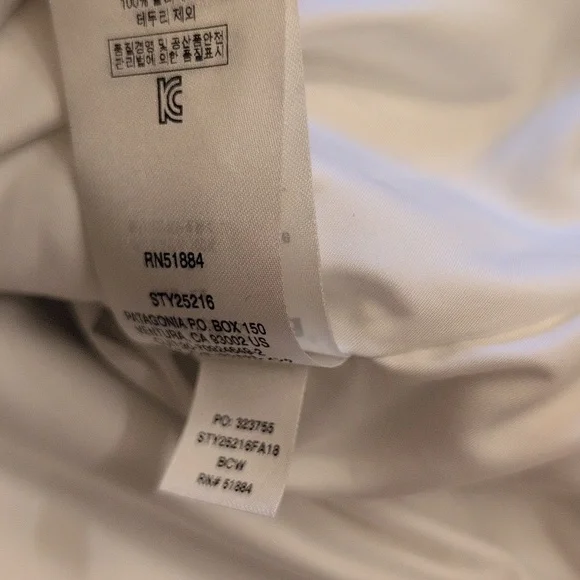 테두리 제외
품질경영 및 공산품안전
관리법에 의한 품질표시
RN51884
STY25216
PATAGONIA P.O. BOX 150
VENTURA, CA 93002 US
PO: 323755
STY25216FA18
BCW
RN# 51884